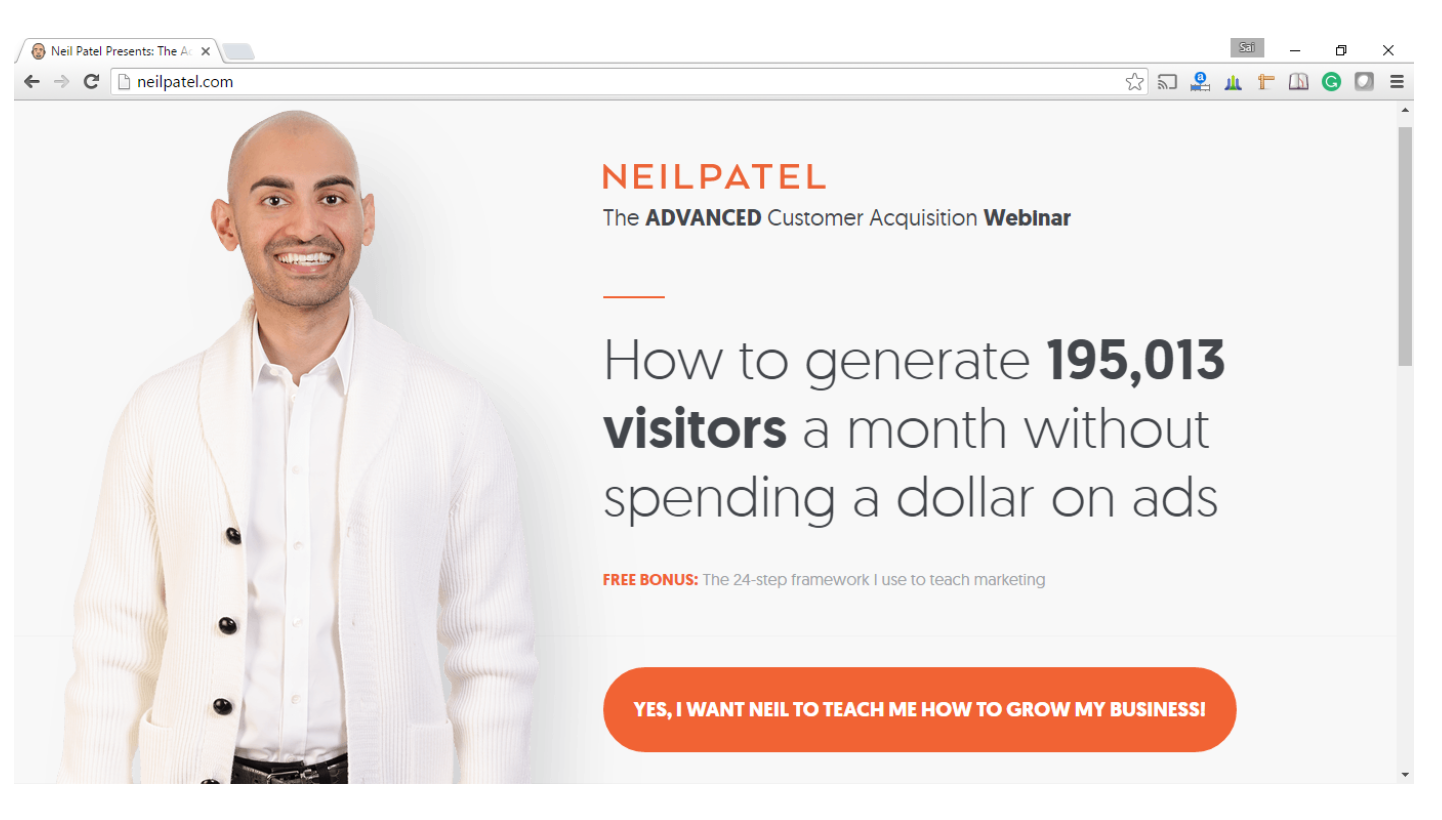 Neil Patel Presents: The Ac
Sai
neilpatel.com
NEILPATEL
The ADVANCED Customer Acquisition Webinar
How to generate 195,013
visitors a month without
spending a dollar on ads
FREE BONUS: The 24-step framework I use to teach marketing
YES, I WANT NEIL TO TEACH ME HOW TO GROW MY BUSINESS!